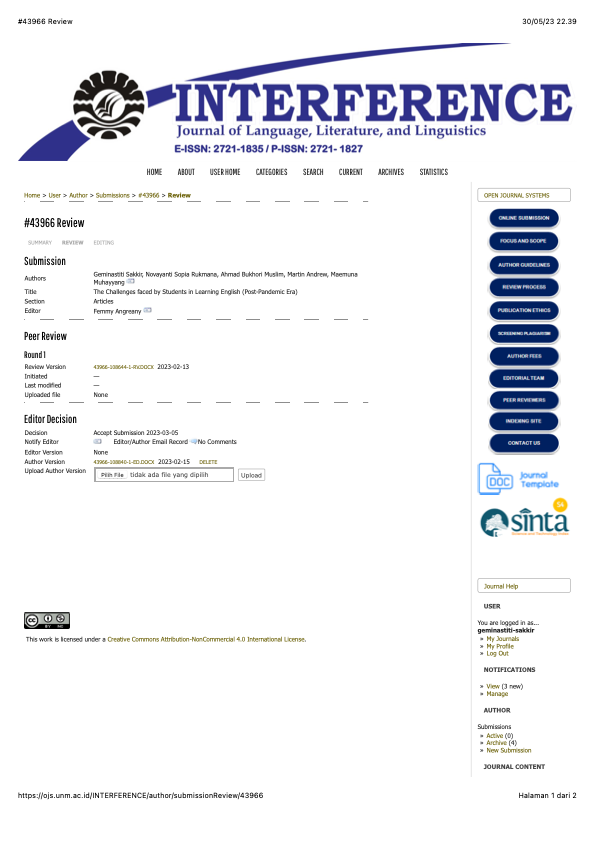 #43966 Review 30/05/23 22.39
INTERFERENCE
Journal of Language, Literature, and Linguistics
E-ISSN: 2721-1835 / P-ISSN: 2721- 1827
HOME ABOUT USER HOME CATEGORIES SEARCH CURRENT ARCHIVES STATISTICS
Home > User > Author > Submissions > #43966 > Review
#43966 Review
SUMMARY REVIEW EDITING
Submission
Authors Geminastiti Sakkir, Novayanti Sopia Rukmana, Ahmad Bukhori Muslim, Martin Andrew, Maemuna
Muhayyang
Title The Challenges faced by Students in Learning English (Post-Pandemic Era)
Section Articles
Editor Femmy Angreany
Peer Review
Round 1
Review Version 43966-108644-1-RV.DOCX 2023-02-13
Initiated —
Last modified —
Uploaded file None
Editor Decision
Decision Accept Submission 2023-03-05
Notify Editor Editor/Author Email Record No Comments
Editor Version None
Author Version 43966-108840-1-ED.DOCX 2023-02-15 DELETE
Upload Author Version Pilih File tidak ada file yang dipilih Upload
CC BY NC
This work is licensed under a Creative Commons Attribution-NonCommercial 4.0 International License.
OPEN JOURNAL SYSTEMS
ONLINE SUBMISSION
FOCUS AND SCOPE
AUTHOR GUIDELINES
REVIEW PROCESS
PUBLICATION ETHICS
SCREENING PLAGIARISM
AUTHOR FEES
EDITORIAL TEAM
PEER REVIEWERS
INDEXING SITE
CONTACT US
DOC Journal
Template
S4
sinta
Science and Technology Index
Journal Help
USER
You are logged in as...
geminastiti-sakkir
» My Journals
» My Profile
» Log Out
NOTIFICATIONS
» View (3 new)
» Manage
AUTHOR
Submissions
» Active (0)
» Archive (4)
» New Submission
JOURNAL CONTENT
https://ojs.unm.ac.id/INTERFERENCE/author/submissionReview/43966 Halaman 1 dari 2